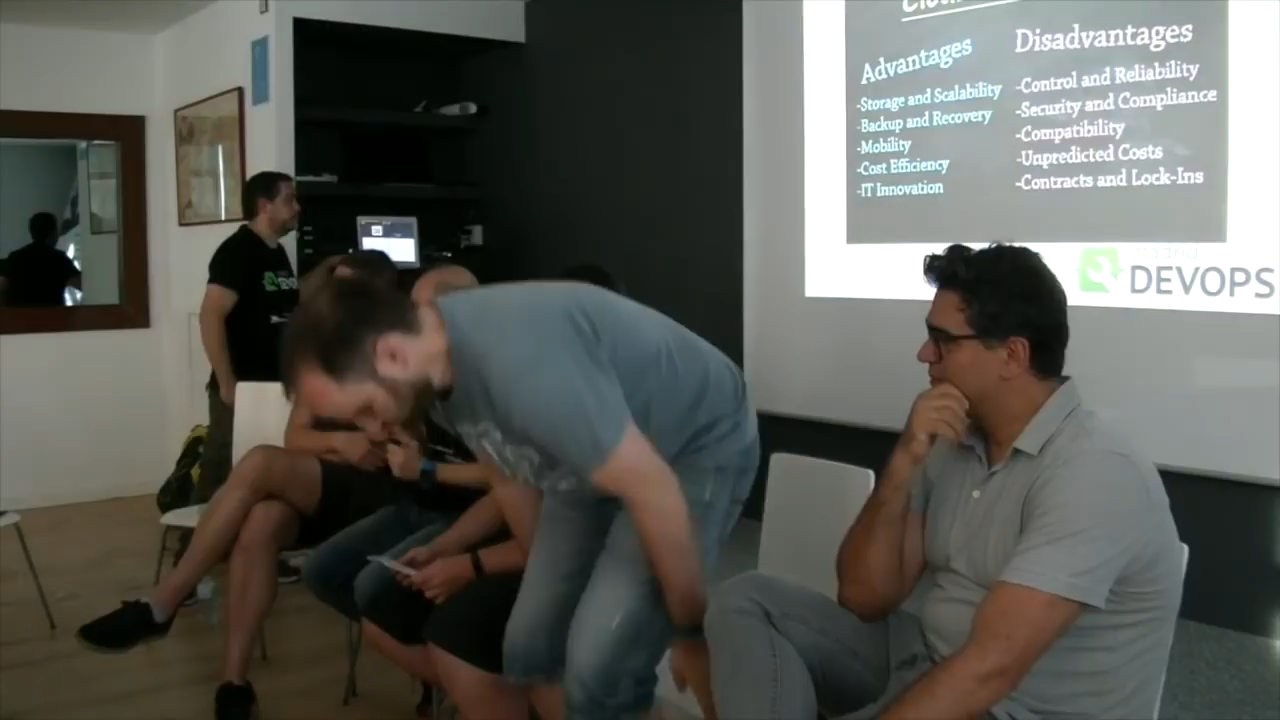 Advantages
-Storage and Scalability
-Backup and Recovery
-Mobility
-Cost Efficiency
-IT Innovation
Disadvantages
-Control and Reliability
-Security and Compliance
-Compatibility
-Unpredicted Costs
-Contracts and Lock-Ins
DEVOPS